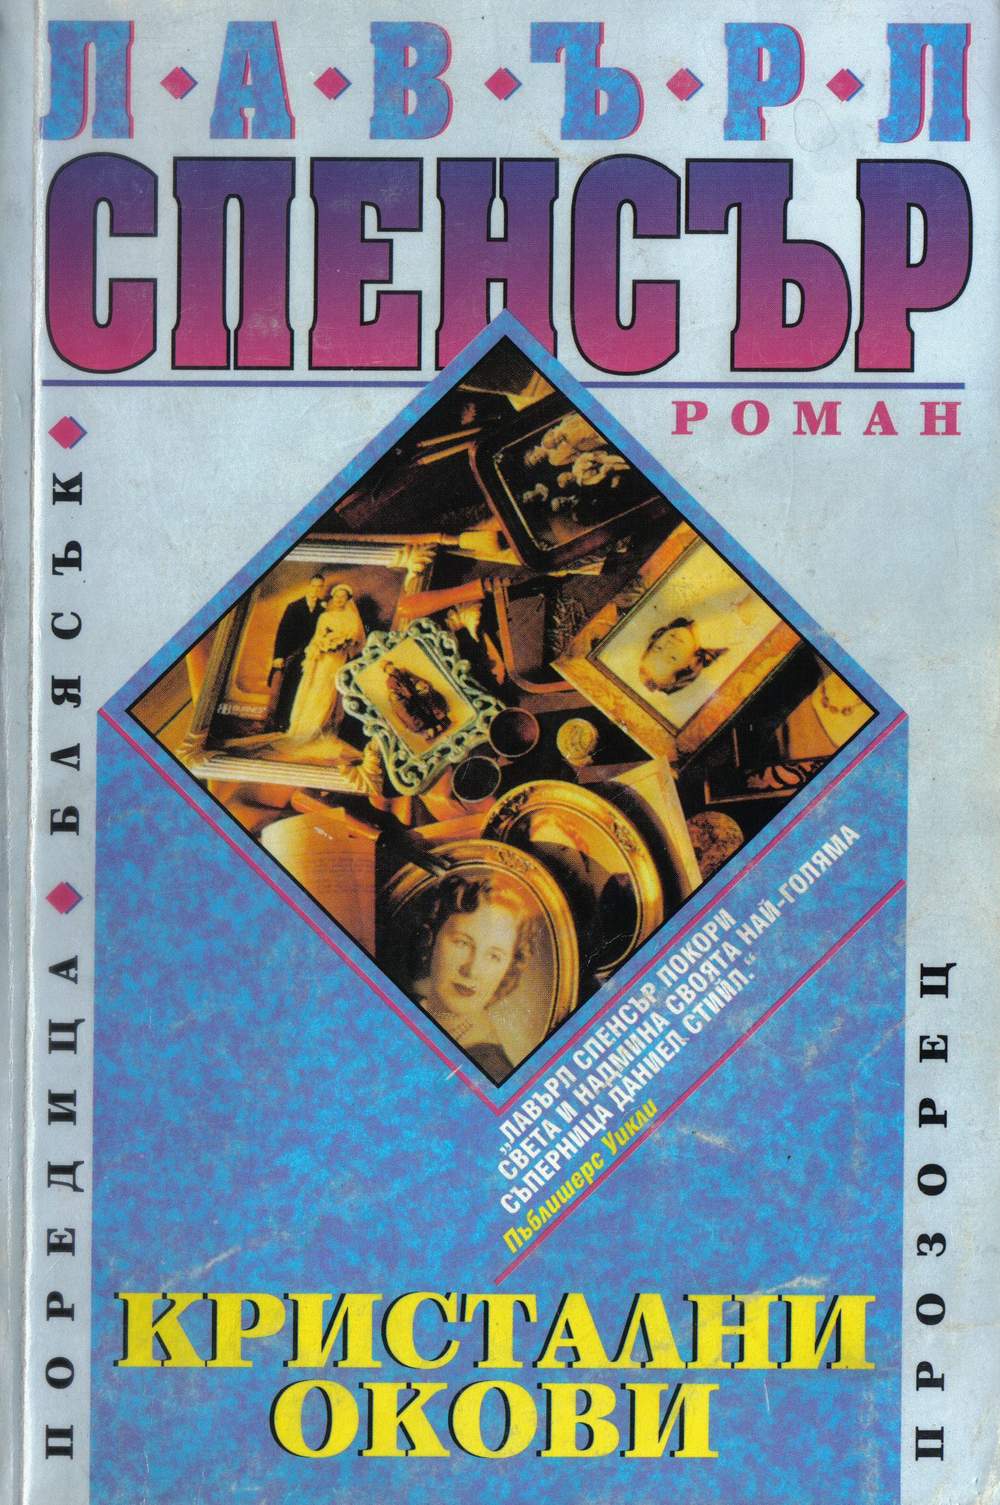 Л·А·В·Ъ·Р·Л
СПЕНСЪР
РОМАН
ПОРЕДИЦА ◆ БЛЯСЪК ◆
„ЛАВЪРЛ СПЕНСЪР ПОКОРИ
СВЕТА И НАДМИНА СВОЯТА НАЙ-ГОЛЯМА
СЪПЕРНИЦА ДАНИЕЛ СТИЙЛ.“
Пъблишерс Уикли
ПРОЗОРЕЦ
КРИСТАЛНИ
ОКОВИ